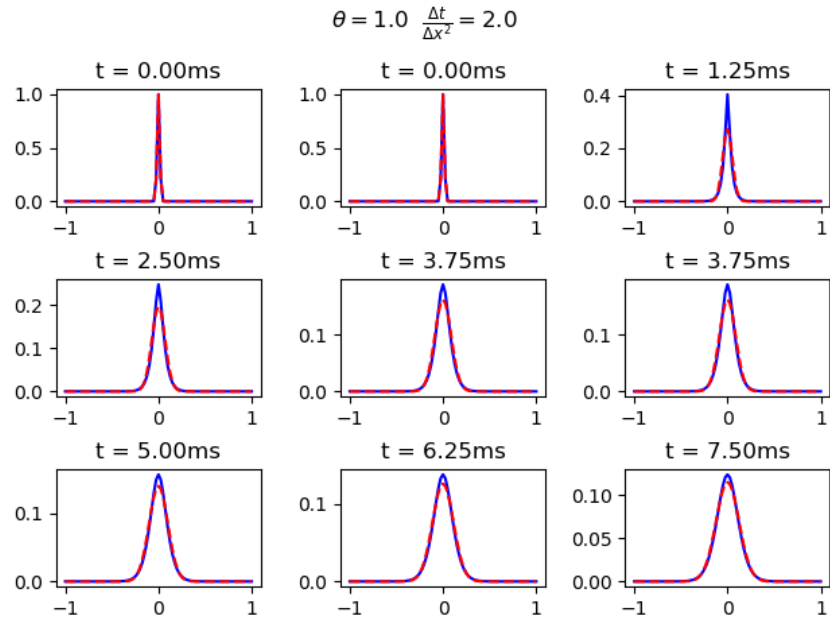 θ = 1.0 Δt/Δx² = 2.0
t = 0.00ms t = 0.00ms t = 1.25ms
1.0 1.0 0.4
0.5 0.5 0.2
0.0 0.0 0.0
−1 0 1 −1 0 1 −1 0 1
t = 2.50ms t = 3.75ms t = 3.75ms
0.2
0.1 0.1 0.1
0.0 0.0 0.0
−1 0 1 −1 0 1 −1 0 1
t = 5.00ms t = 6.25ms t = 7.50ms
0.1 0.1 0.10
0.05
0.0 0.0 0.00
−1 0 1 −1 0 1 −1 0 1